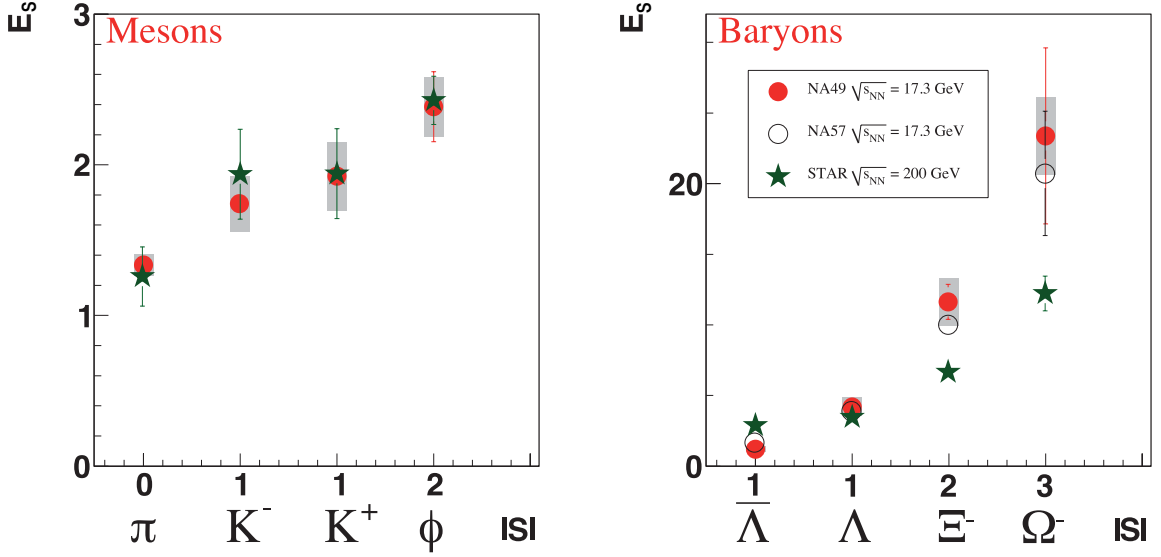 E_S
Mesons
3
2
1
0
0 1 1 2
π K⁻ K⁺ ϕ |S|
E_S
Baryons
NA49 √s_NN = 17.3 GeV
NA57 √s_NN = 17.3 GeV
STAR √s_NN = 200 GeV
20
0
1 1 2 3
Λ̅ Λ Ξ⁻ Ω⁻ |S|